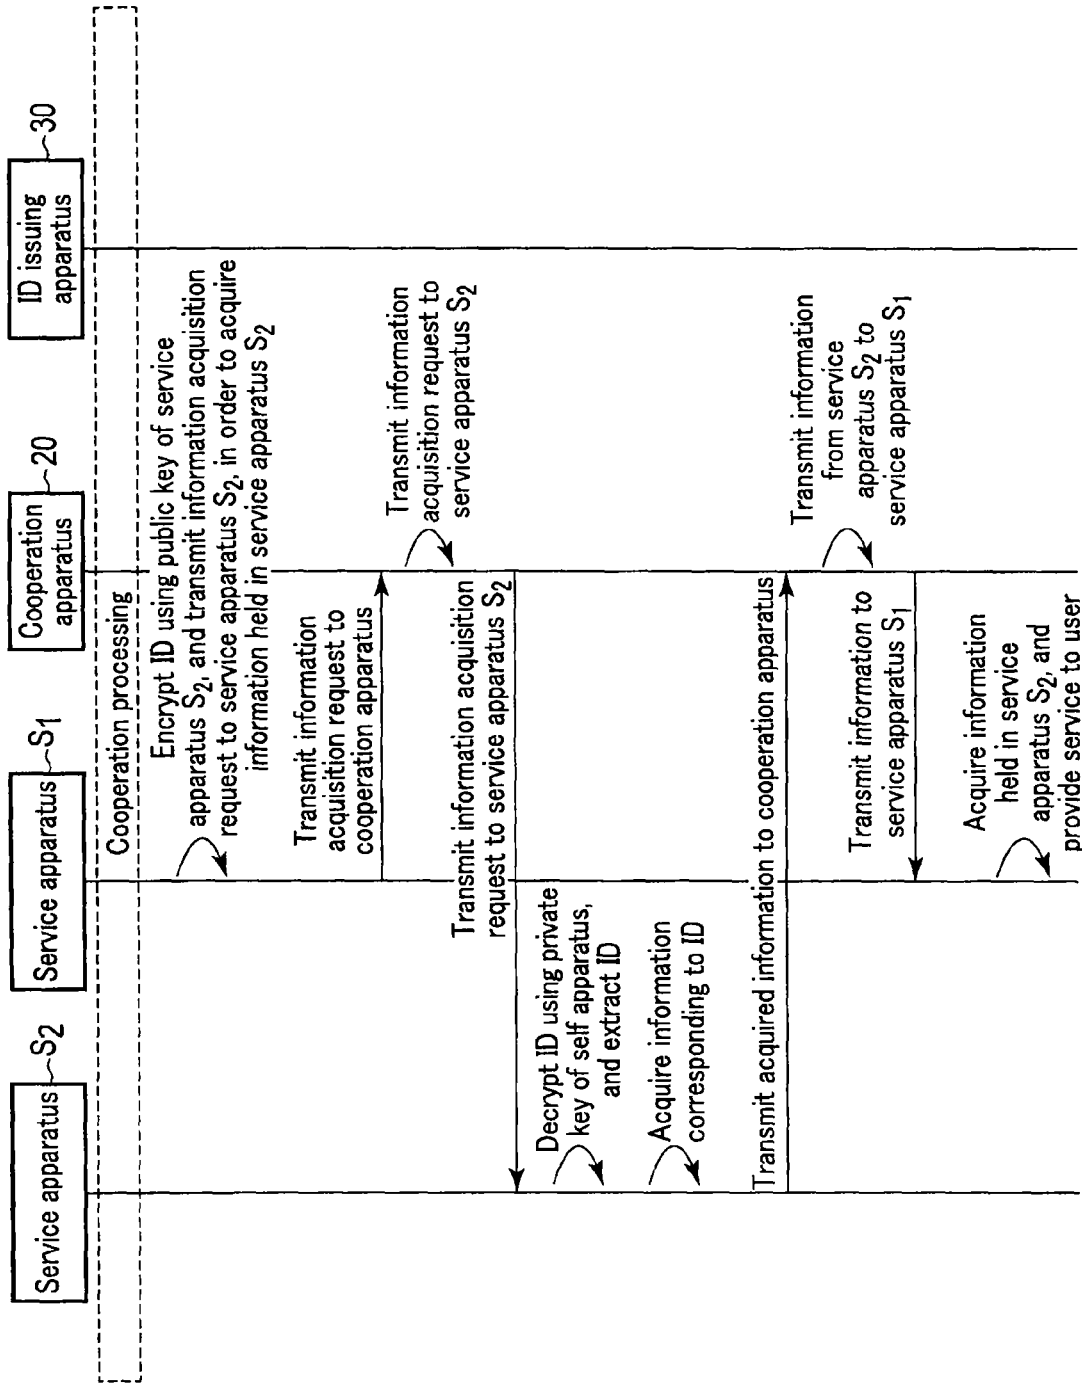 Service apparatus
S2
Service apparatus
S1
Cooperation
apparatus
20
ID issuing
apparatus
30
Cooperation processing
Encrypt ID using public key of service
apparatus S2, and transmit information acquisition
request to service apparatus S2, in order to acquire
information held in service apparatus S2
Transmit information
acquisition request to
cooperation apparatus
Transmit information
acquisition request to
service apparatus S2
Transmit information acquisition
request to service apparatus S2
Decrypt ID using private
key of self apparatus,
and extract ID
Acquire information
corresponding to ID
Transmit acquired information to cooperation apparatus
Transmit information
from service
apparatus S2 to
service apparatus S1
Transmit information to
service apparatus S1
Acquire information
held in service
apparatus S2, and
provide service to user